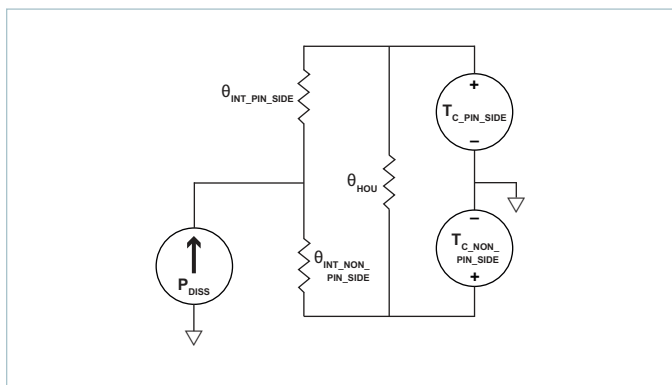 θINT_PIN_SIDE
+
TC_PIN_SIDE
–
θHOU
–
TC_NON_
PIN_SIDE
+
θINT_NON_
PIN_SIDE
PDISS